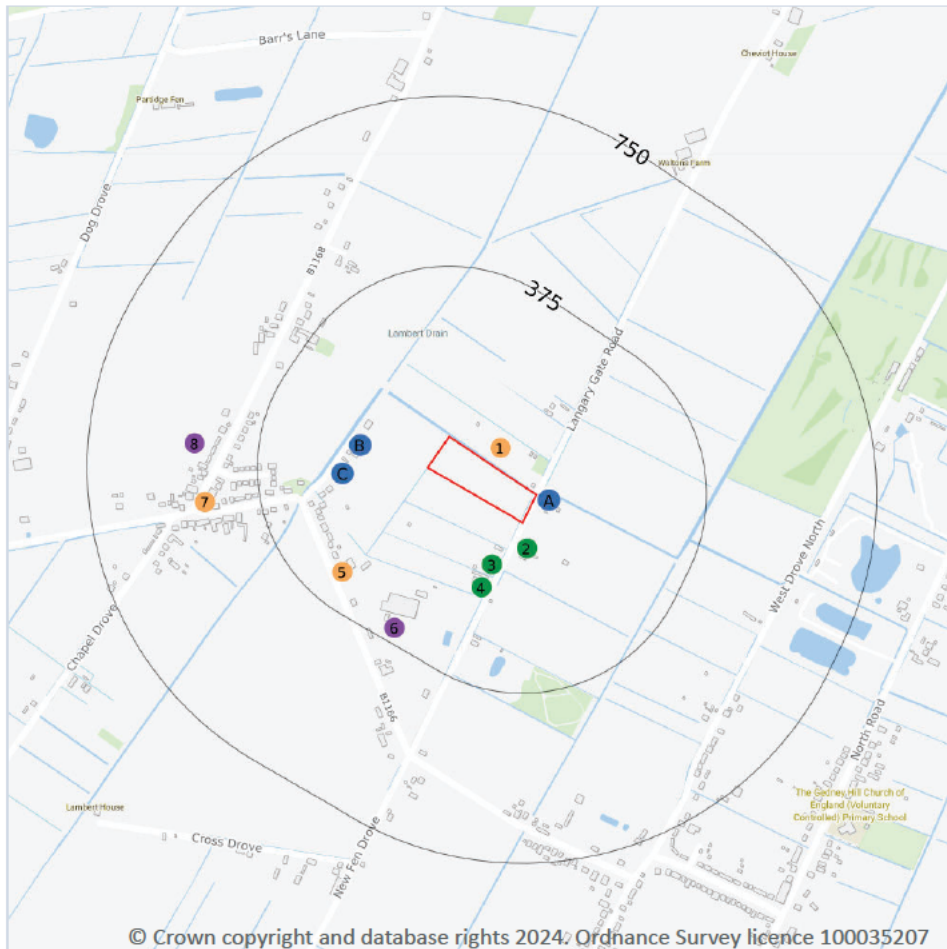 Barr's Lane
Cheviot House
Partridge Fen
750
Waltons Farm
Dog Drove
B1168
375
Lambert Drain
Langary Gate Road
8
B
1
C
7
A
2
3
5
4
West Drove North
6
Chapel Drove
B1166
North Road
The Gedney Hill Church of
England (Voluntary
Controlled) Primary School
Lambert House
Cross Drove
New Fen Drove
© Crown copyright and database rights 2024. Ordnance Survey licence 100035207